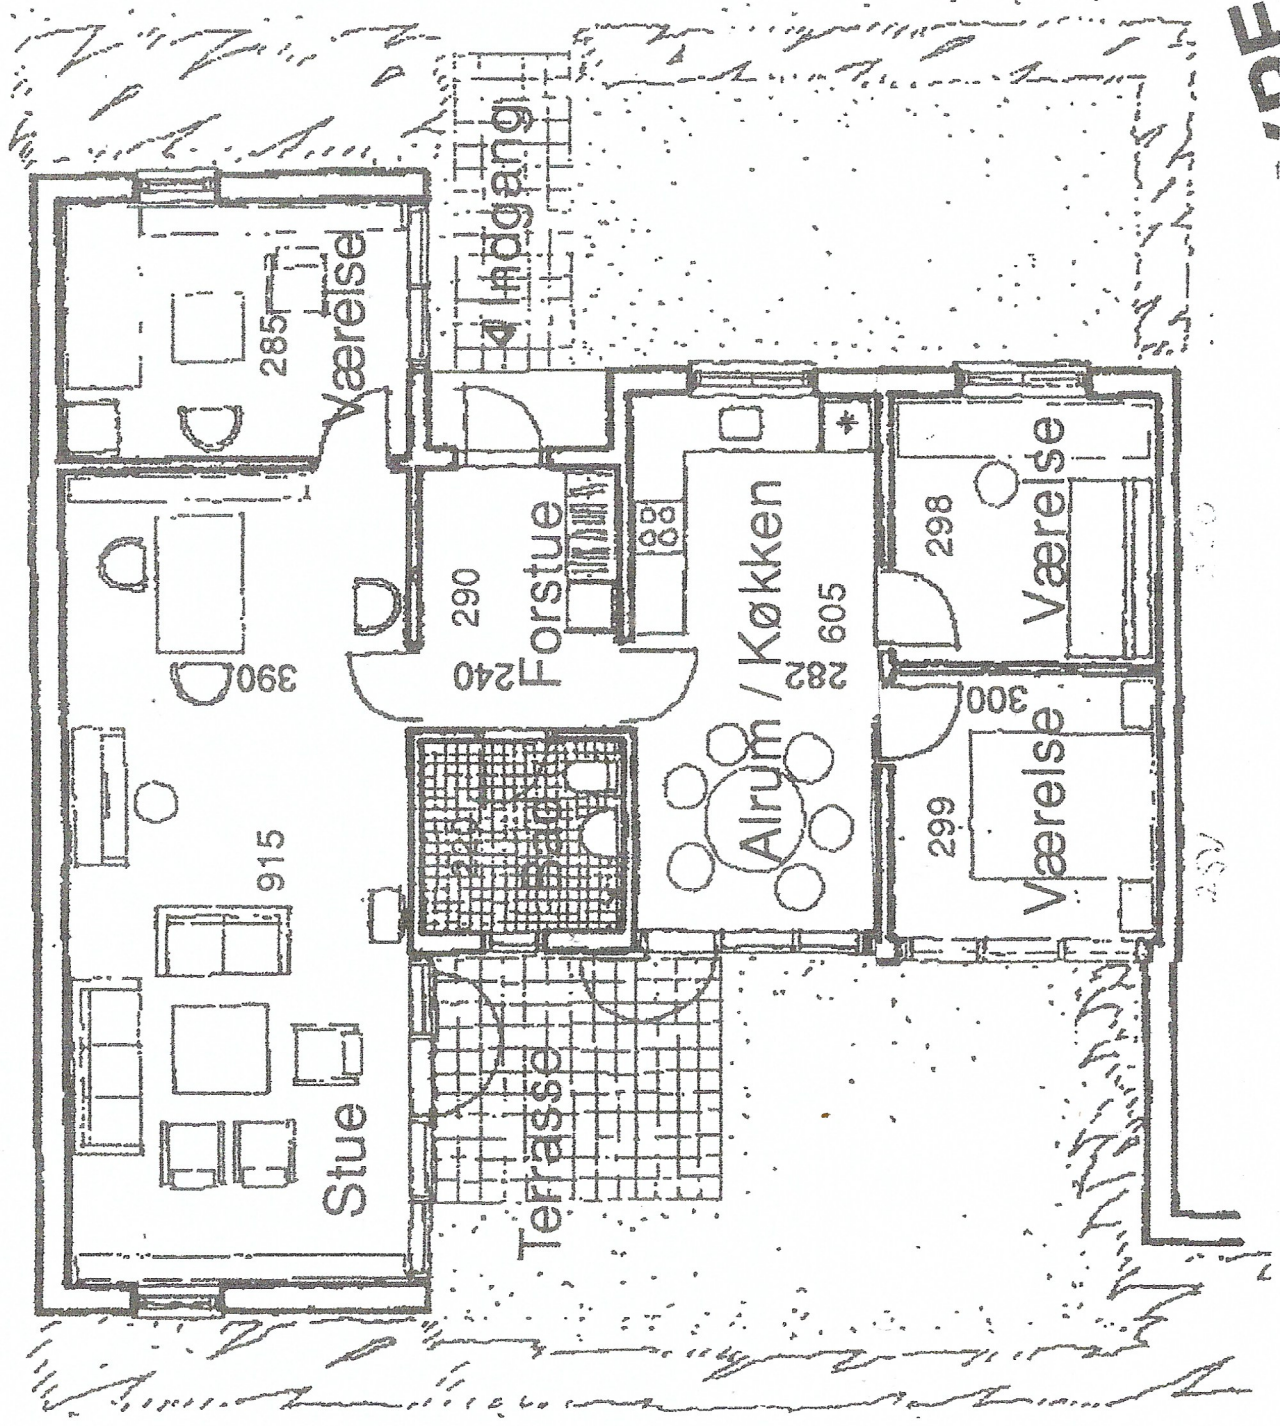 Indgang
285
Værelse
Forstue
290
240
390
915
Stue
Bad
Terrasse
Alrum / Køkken
605
282
298
Værelse
300
299
Værelse